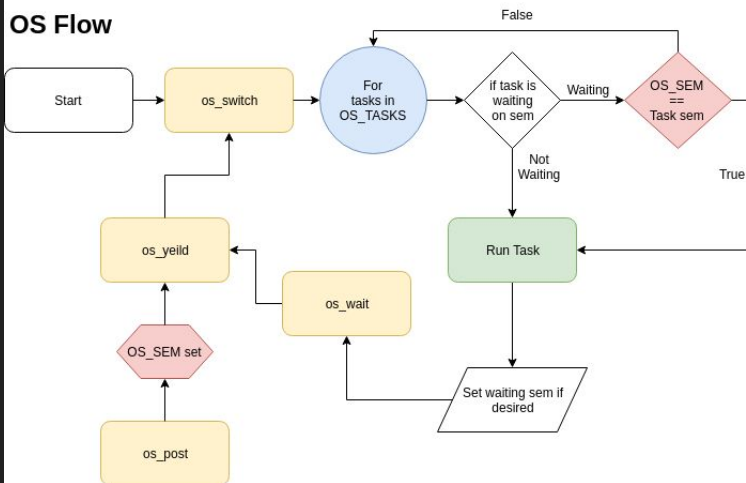 OS Flow
False
Start
os_switch
For
tasks in
OS_TASKS
if task is
waiting
on sem
Waiting
OS_SEM
==
Task sem
Not
Waiting
True
os_yeild
Run Task
os_wait
OS_SEM set
Set waiting sem if
desired
os_post